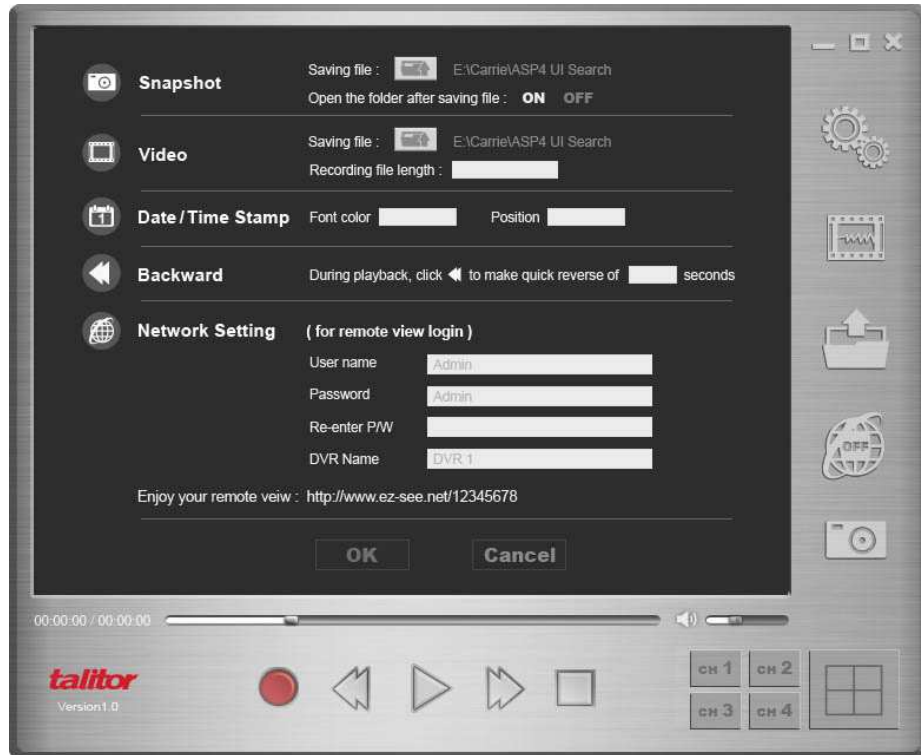 Snapshot
Saving file : E:\Carrie\ASP4 UI Search
Open the folder after saving file : ON OFF
Video
Saving file : E:\Carrie\ASP4 UI Search
Recording file length :
1
Date / Time Stamp Font color Position
Backward During playback, click to make quick reverse of seconds
Network Setting ( for remote view login )
User name Admin
Password Admin
Re-enter P/W
DVR Name DVR 1
Enjoy your remote veiw : http://www.ez-see.net/12345678
OK Cancel
OFF
00:00:00 / 00:00:00
talitor
Version1.0
CH 1 CH 2
CH 3 CH 4